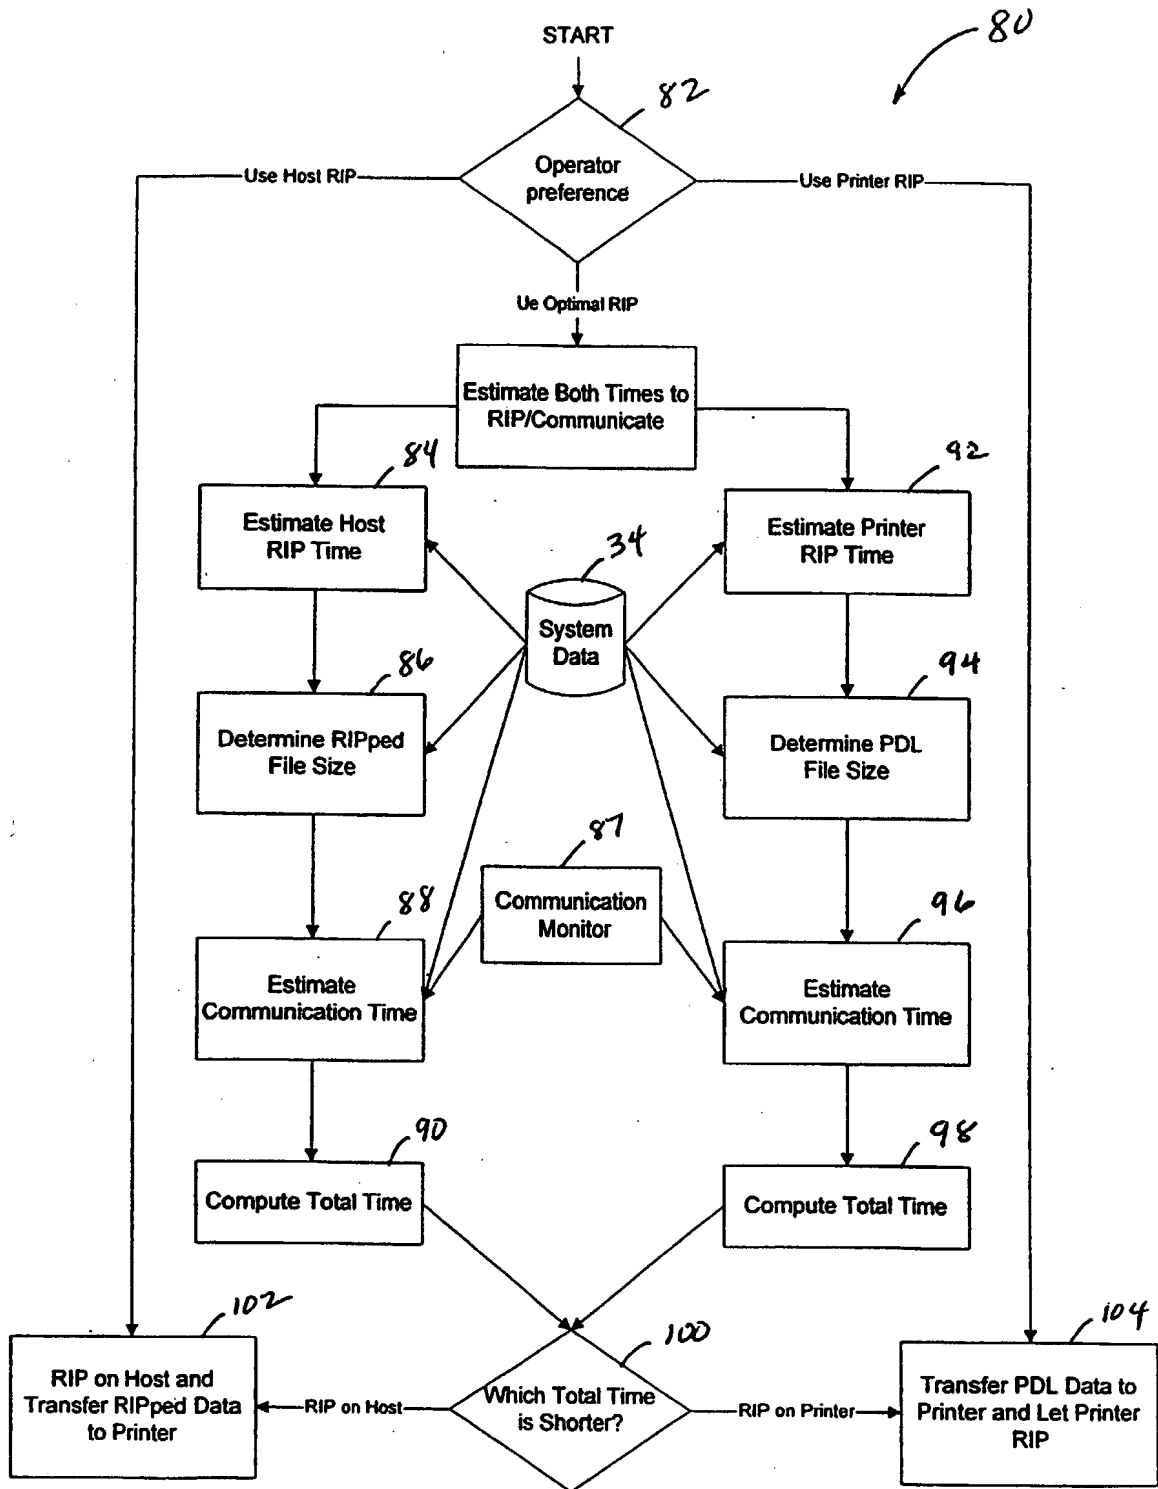 START
80
82
Operator
preference
Use Host RIP
Use Printer RIP
Ue Optimal RIP
Estimate Both Times to
RIP/Communicate
84
Estimate Host
RIP Time
92
Estimate Printer
RIP Time
34
System
Data
86
Determine RIPped
File Size
94
Determine PDL
File Size
87
Communication
Monitor
88
Estimate
Communication Time
96
Estimate
Communication Time
90
Compute Total Time
98
Compute Total Time
102
RIP on Host and
Transfer RIPped Data
to Printer
RIP on Host
100
Which Total Time
is Shorter?
RIP on Printer
104
Transfer PDL Data to
Printer and Let Printer
RIP